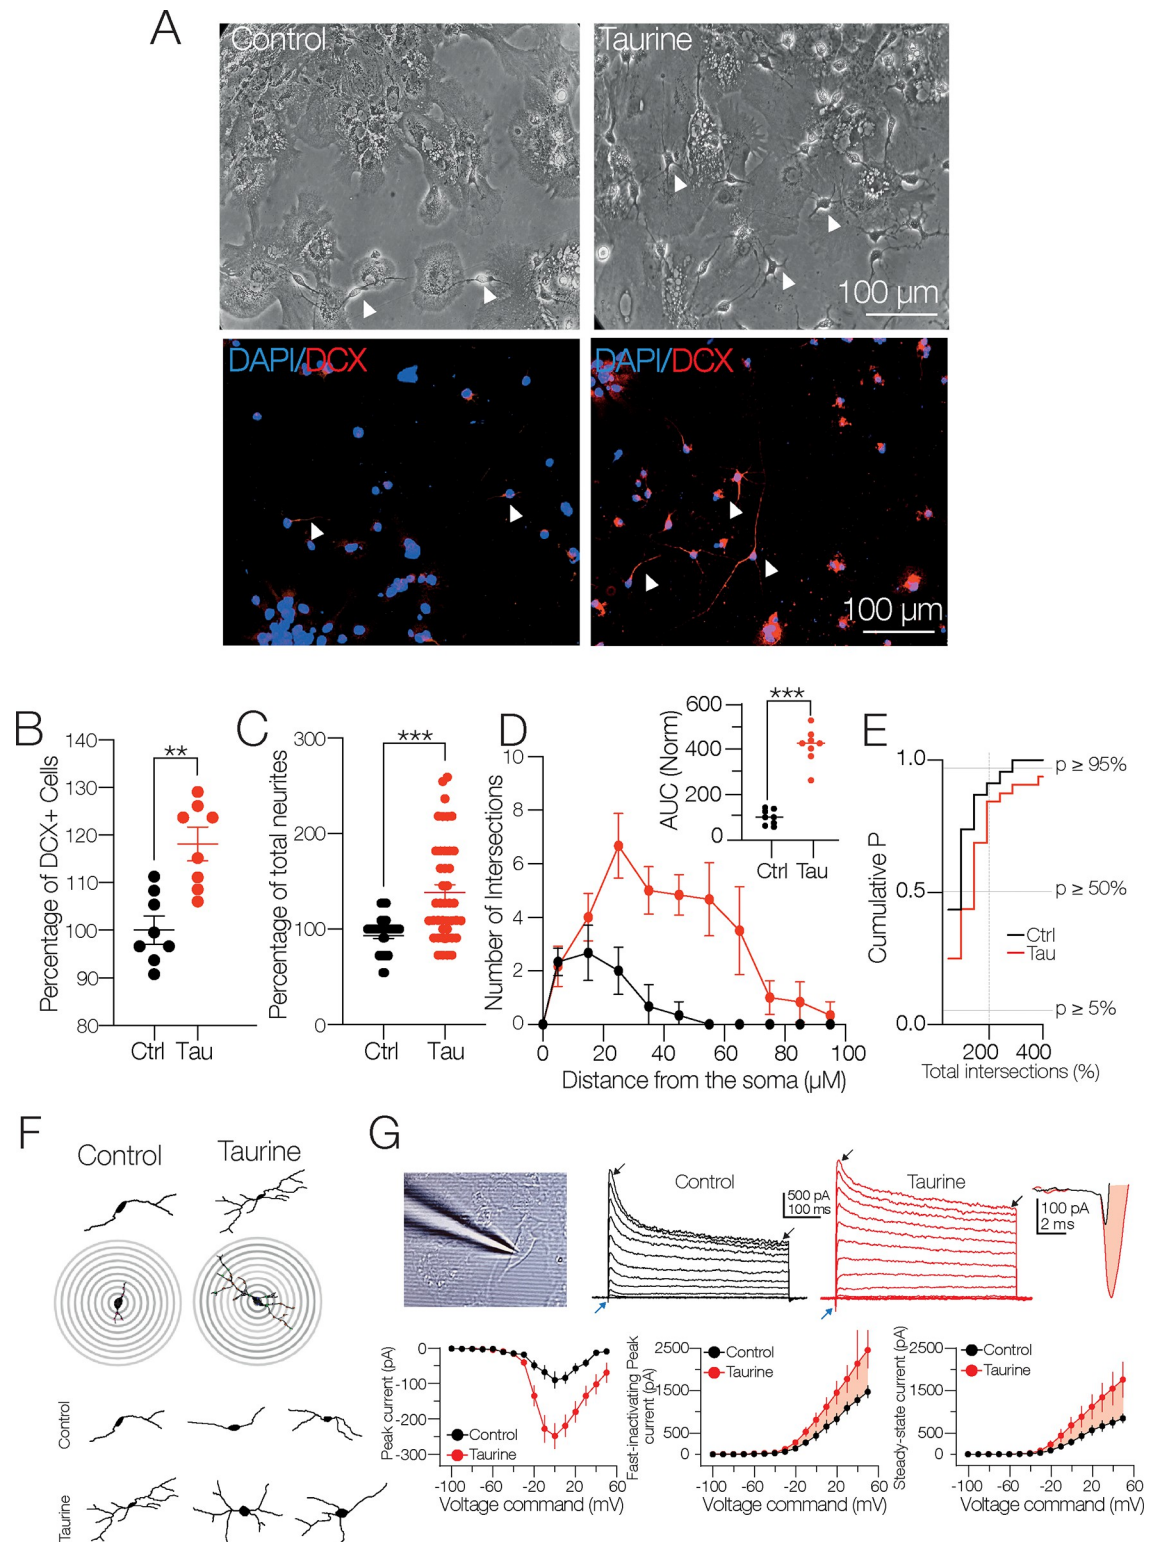 A
Control
Taurine
100 µm
DAPI/DCX
DAPI/DCX
100 µm
B
Percentage of DCX+ Cells
140
130
120
110
100
90
80
**
Ctrl Tau
C
Percentage of total neurites
300
200
100
0
***
Ctrl Tau
D
Number of Intersections
10
8
6
4
2
0
0 20 40 60 80 100
Distance from the soma (µM)
AUC (Norm)
600
400
200
0
***
Ctrl Tau
E
Cumulative P
1.0
0.5
0.0
p ≥ 95%
p ≥ 50%
p ≥ 5%
Ctrl
Tau
200 400
Total intersections (%)
F
Control
Taurine
Control
Taurine
G
Control
500 pA
100 ms
Taurine
100 pA
2 ms
Peak current (pA)
0
-100
-200
-300
Control
Taurine
-100 -60 -20 20 60
Voltage command (mV)
Fast-inactivating Peak
current (pA)
2500
1500
500
0
Control
Taurine
-100 -60 -20 20 60
Voltage command (mV)
Steady-state current (pA)
2500
1500
500
0
Control
Taurine
-100 -60 -20 20 60
Voltage command (mV)